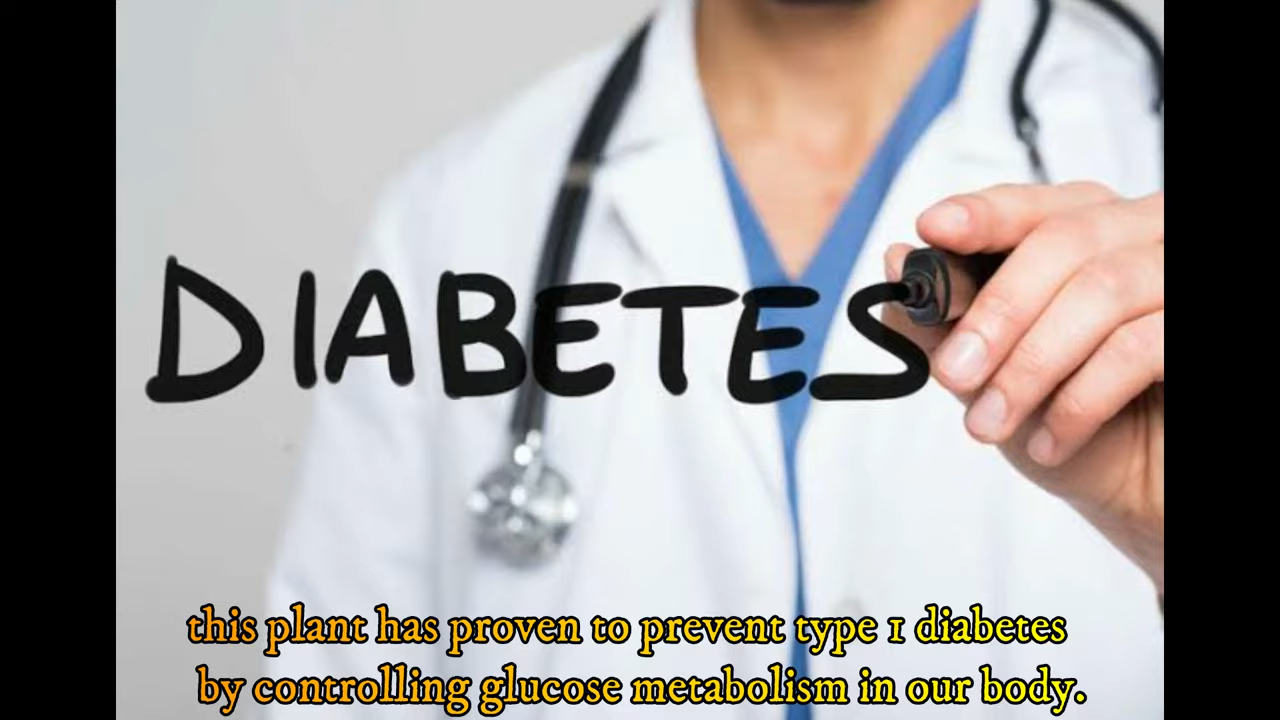 DIABETES
this plant has proven to prevent type 1 diabetes
by controlling glucose metabolism in our body.